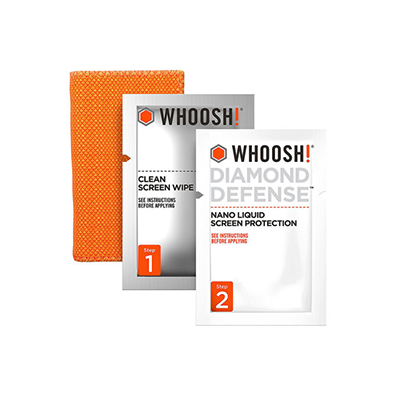 WHOOSH!
CLEAN
SCREEN WIPE
SEE INSTRUCTIONS
BEFORE APPLYING
Step
1
WHOOSH!
DIAMOND
DEFENSE™
NANO LIQUID
SCREEN PROTECTION
SEE INSTRUCTIONS
BEFORE APPLYING
Step
2